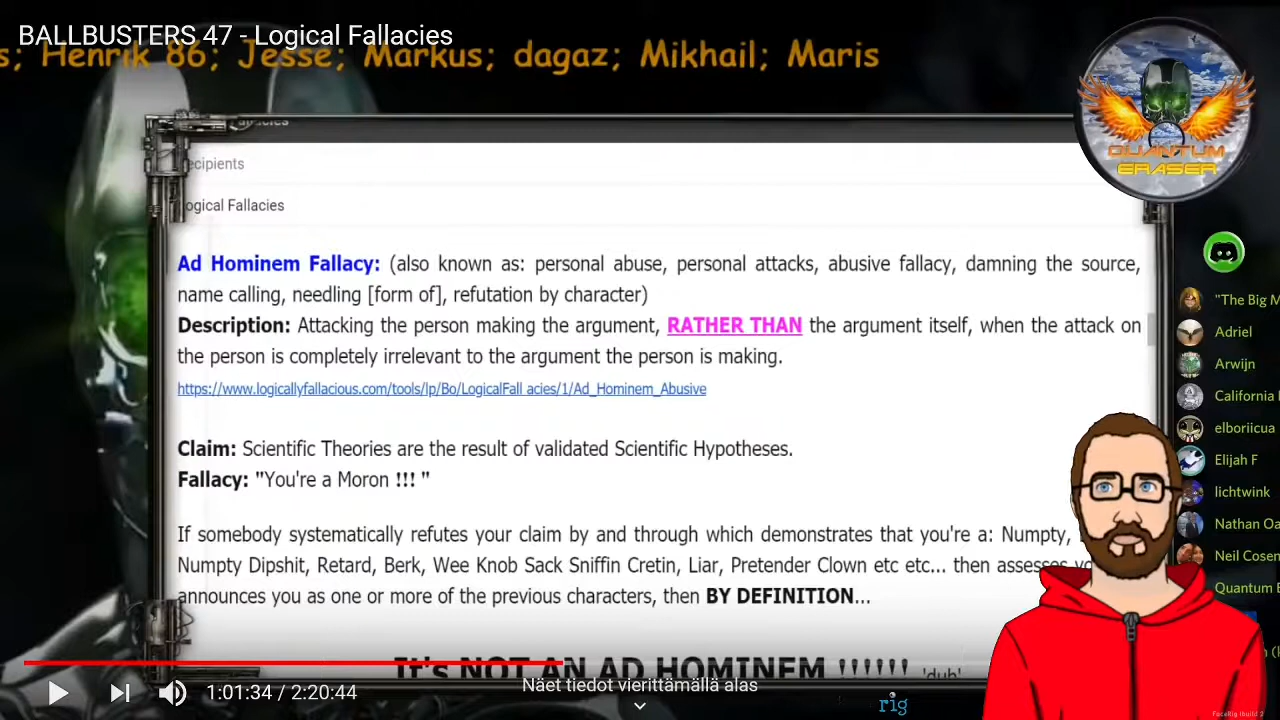 BALLBUSTERS 47 - Logical Fallacies
s; Henrik 86; Jesse; Markus; dagaz; Mikhail; Maris
QUANTUM
ERASER
ecipients
ogical Fallacies
Ad Hominem Fallacy: (also known as: personal abuse, personal attacks, abusive fallacy, damning the source,
name calling, needling [form of], refutation by character)
Description: Attacking the person making the argument, RATHER THAN the argument itself, when the attack on
the person is completely irrelevant to the argument the person is making.
https://www.logicallyfallacious.com/tools/lp/Bo/LogicalFall acies/1/Ad_Hominem_Abusive
Claim: Scientific Theories are the result of validated Scientific Hypotheses.
Fallacy: "You're a Moron !!! "
If somebody systematically refutes your claim by and through which demonstrates that you're a: Numpty,
Numpty Dipshit, Retard, Berk, Wee Knob Sack Sniffin Cretin, Liar, Pretender Clown etc etc... then assesses
announces you as one or more of the previous characters, then BY DEFINITION...
It's NOT AN AD HOMINEM !!!!!! 'duh'
"The Big M
Adriel
Arwijn
California
elboriicua
Elijah F
lichtwink
Nathan Oa
Neil Cosen
Quantum E
1:01:34 / 2:20:44
Näet tiedot vierittämällä alas
rig
FaceRig Build 2